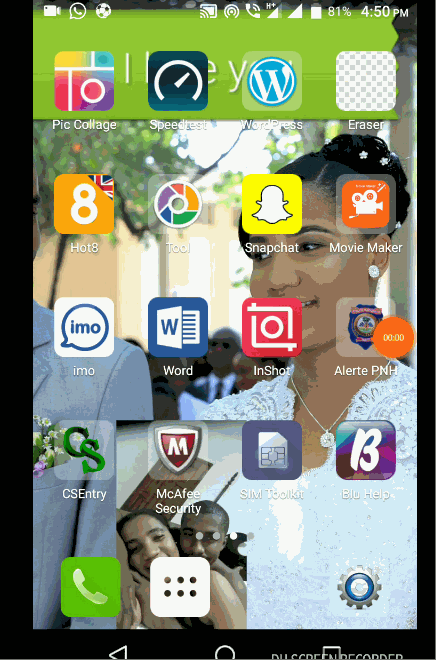 H+ 81% 4:50 PM
Pic Collage Speedtest WordPress Eraser
8
Hot8 Tool Snapchat Movie Maker
imo W
00:00
imo Word InShot Alerte PNH
CS B
CSEntry McAfee Security SIM Toolkit Blu Help
DU SCREEN RECORDER